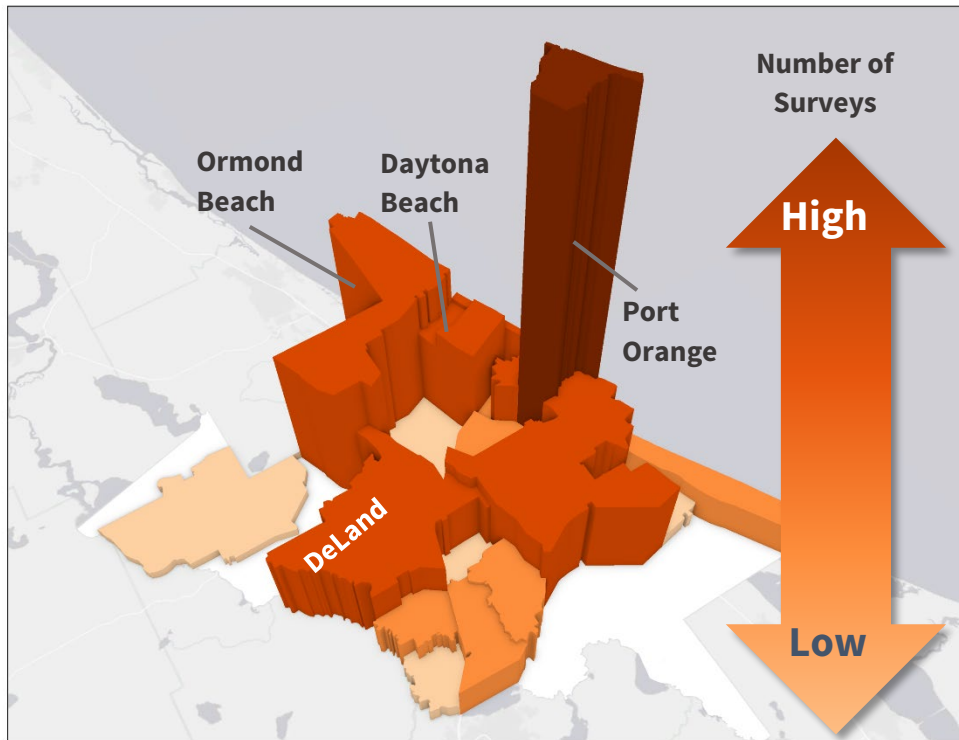 Number of
Surveys
Ormond
Beach
Daytona
Beach
High
Port
Orange
DeLand
Low